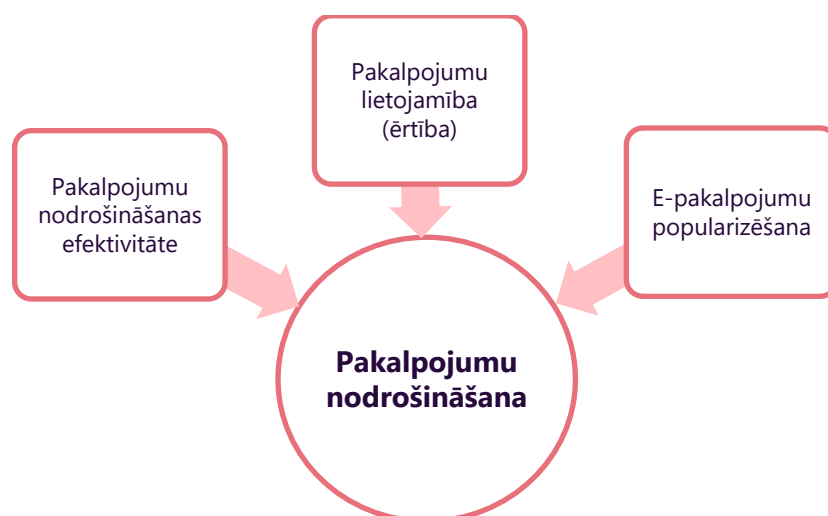 Pakalpojumu
lietojamība
(ērtība)
Pakalpojumu
nodrošināšanas
efektivitāte
E-pakalpojumu
popularizēšana
Pakalpojumu
nodrošināšana